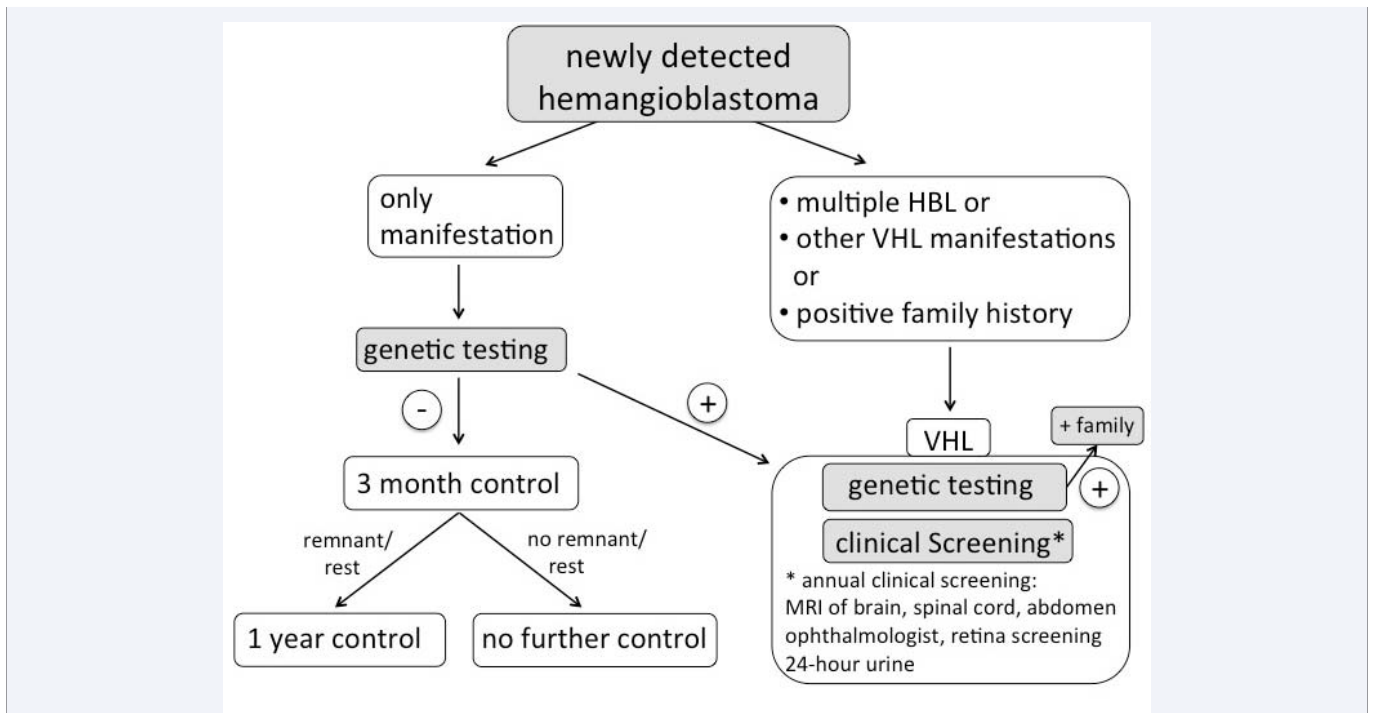 newly detected
hemangioblastoma
only
manifestation
• multiple HBL or
• other VHL manifestations
or
• positive family history
genetic testing
-
+
VHL
+ family
3 month control
genetic testing
+
clinical Screening*
remnant/
rest
no remnant/
rest
* annual clinical screening:
MRI of brain, spinal cord, abdomen
ophthalmologist, retina screening
24-hour urine
1 year control
no further control